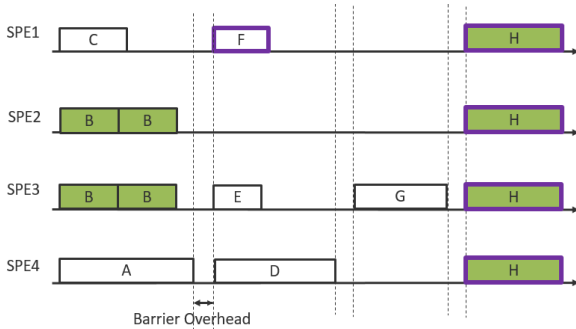 SPE1 C F H
SPE2 B B H
SPE3 B B E G H
SPE4 A D H
Barrier Overhead